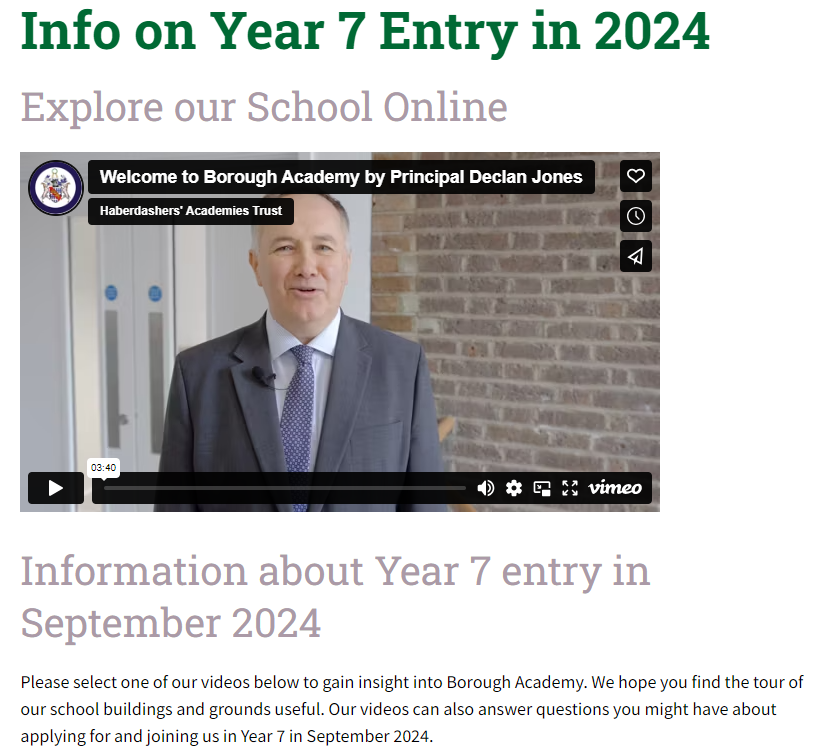 Info on Year 7 Entry in 2024
Explore our School Online
Welcome to Borough Academy by Principal Declan Jones
Haberdashers' Academies Trust
03:40
vimeo
Information about Year 7 entry in
September 2024
Please select one of our videos below to gain insight into Borough Academy. We hope you find the tour of
our school buildings and grounds useful. Our videos can also answer questions you might have about
applying for and joining us in Year 7 in September 2024.